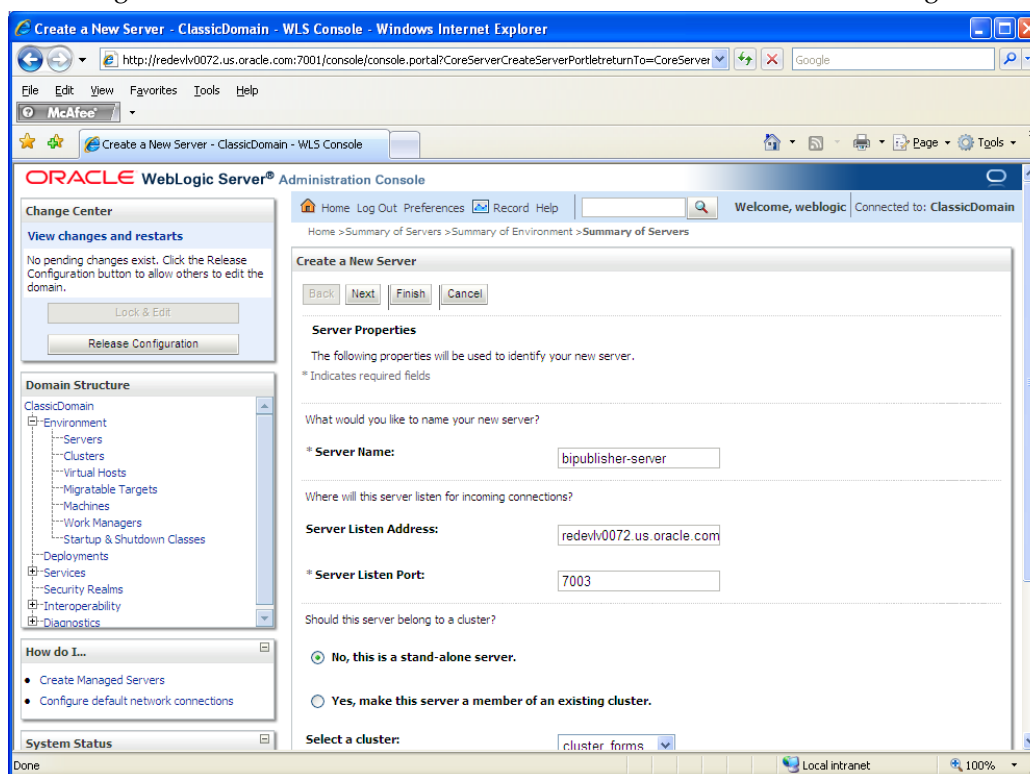 Create a New Server - ClassicDomain - WLS Console - Windows Internet Explorer
http://redevlv0072.us.oracle.com:7001/console/console.portal?CoreServerCreateServerPortletreturnTo=CoreServer
Google
File Edit View Favorites Tools Help
McAfee
Create a New Server - ClassicDomain - WLS Console
Page Tools
ORACLE WebLogic Server® Administration Console
Change Center
View changes and restarts
No pending changes exist. Click the Release
Configuration button to allow others to edit the
domain.
Lock & Edit
Release Configuration
Domain Structure
ClassicDomain
Environment
Servers
Clusters
Virtual Hosts
Migratable Targets
Machines
Work Managers
Startup & Shutdown Classes
Deployments
Services
Security Realms
Interoperability
Diagnostics
How do I...
Create Managed Servers
Configure default network connections
System Status
Home Log Out Preferences Record Help
Welcome, weblogic Connected to: ClassicDomain
Home >Summary of Servers >Summary of Environment >Summary of Servers
Create a New Server
Back Next Finish Cancel
Server Properties
The following properties will be used to identify your new server.
* Indicates required fields
What would you like to name your new server?
* Server Name: bipublisher-server
Where will this server listen for incoming connections?
Server Listen Address: redevlv0072.us.oracle.com
* Server Listen Port: 7003
Should this server belong to a cluster?
No, this is a stand-alone server.
Yes, make this server a member of an existing cluster.
Select a cluster: cluster_forms
Done Local intranet 100%